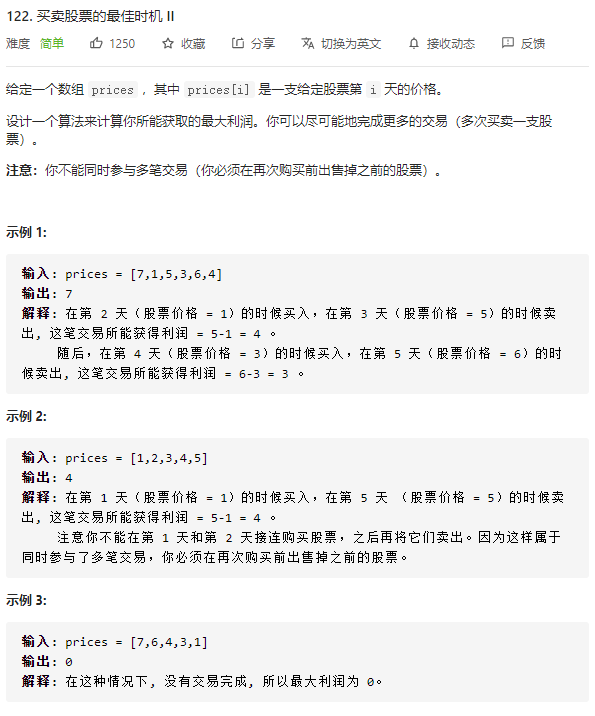 122. 买卖股票的最佳时机 II
难度 简单 1250 收藏 分享 切换为英文 接收动态 反馈
给定一个数组 prices ，其中 prices[i] 是一支给定股票第 i 天的价格。
设计一个算法来计算你所能获取的最大利润。你可以尽可能地完成更多的交易（多次买卖一支股
票）。
注意：你不能同时参与多笔交易（你必须在再次购买前出售掉之前的股票）。
示例 1:
输入: prices = [7,1,5,3,6,4]
输出: 7
解释: 在第 2 天（股票价格 = 1）的时候买入，在第 3 天（股票价格 = 5）的时候卖
出, 这笔交易所能获得利润 = 5-1 = 4 。
随后，在第 4 天（股票价格 = 3）的时候买入，在第 5 天（股票价格 = 6）的时
候卖出, 这笔交易所能获得利润 = 6-3 = 3 。
示例 2:
输入: prices = [1,2,3,4,5]
输出: 4
解释: 在第 1 天（股票价格 = 1）的时候买入，在第 5 天 （股票价格 = 5）的时候卖
出, 这笔交易所能获得利润 = 5-1 = 4 。
注意你不能在第 1 天和第 2 天接连购买股票，之后再将它们卖出。因为这样属于
同时参与了多笔交易，你必须在再次购买前出售掉之前的股票。
示例 3:
输入: prices = [7,6,4,3,1]
输出: 0
解释: 在这种情况下, 没有交易完成, 所以最大利润为 0。